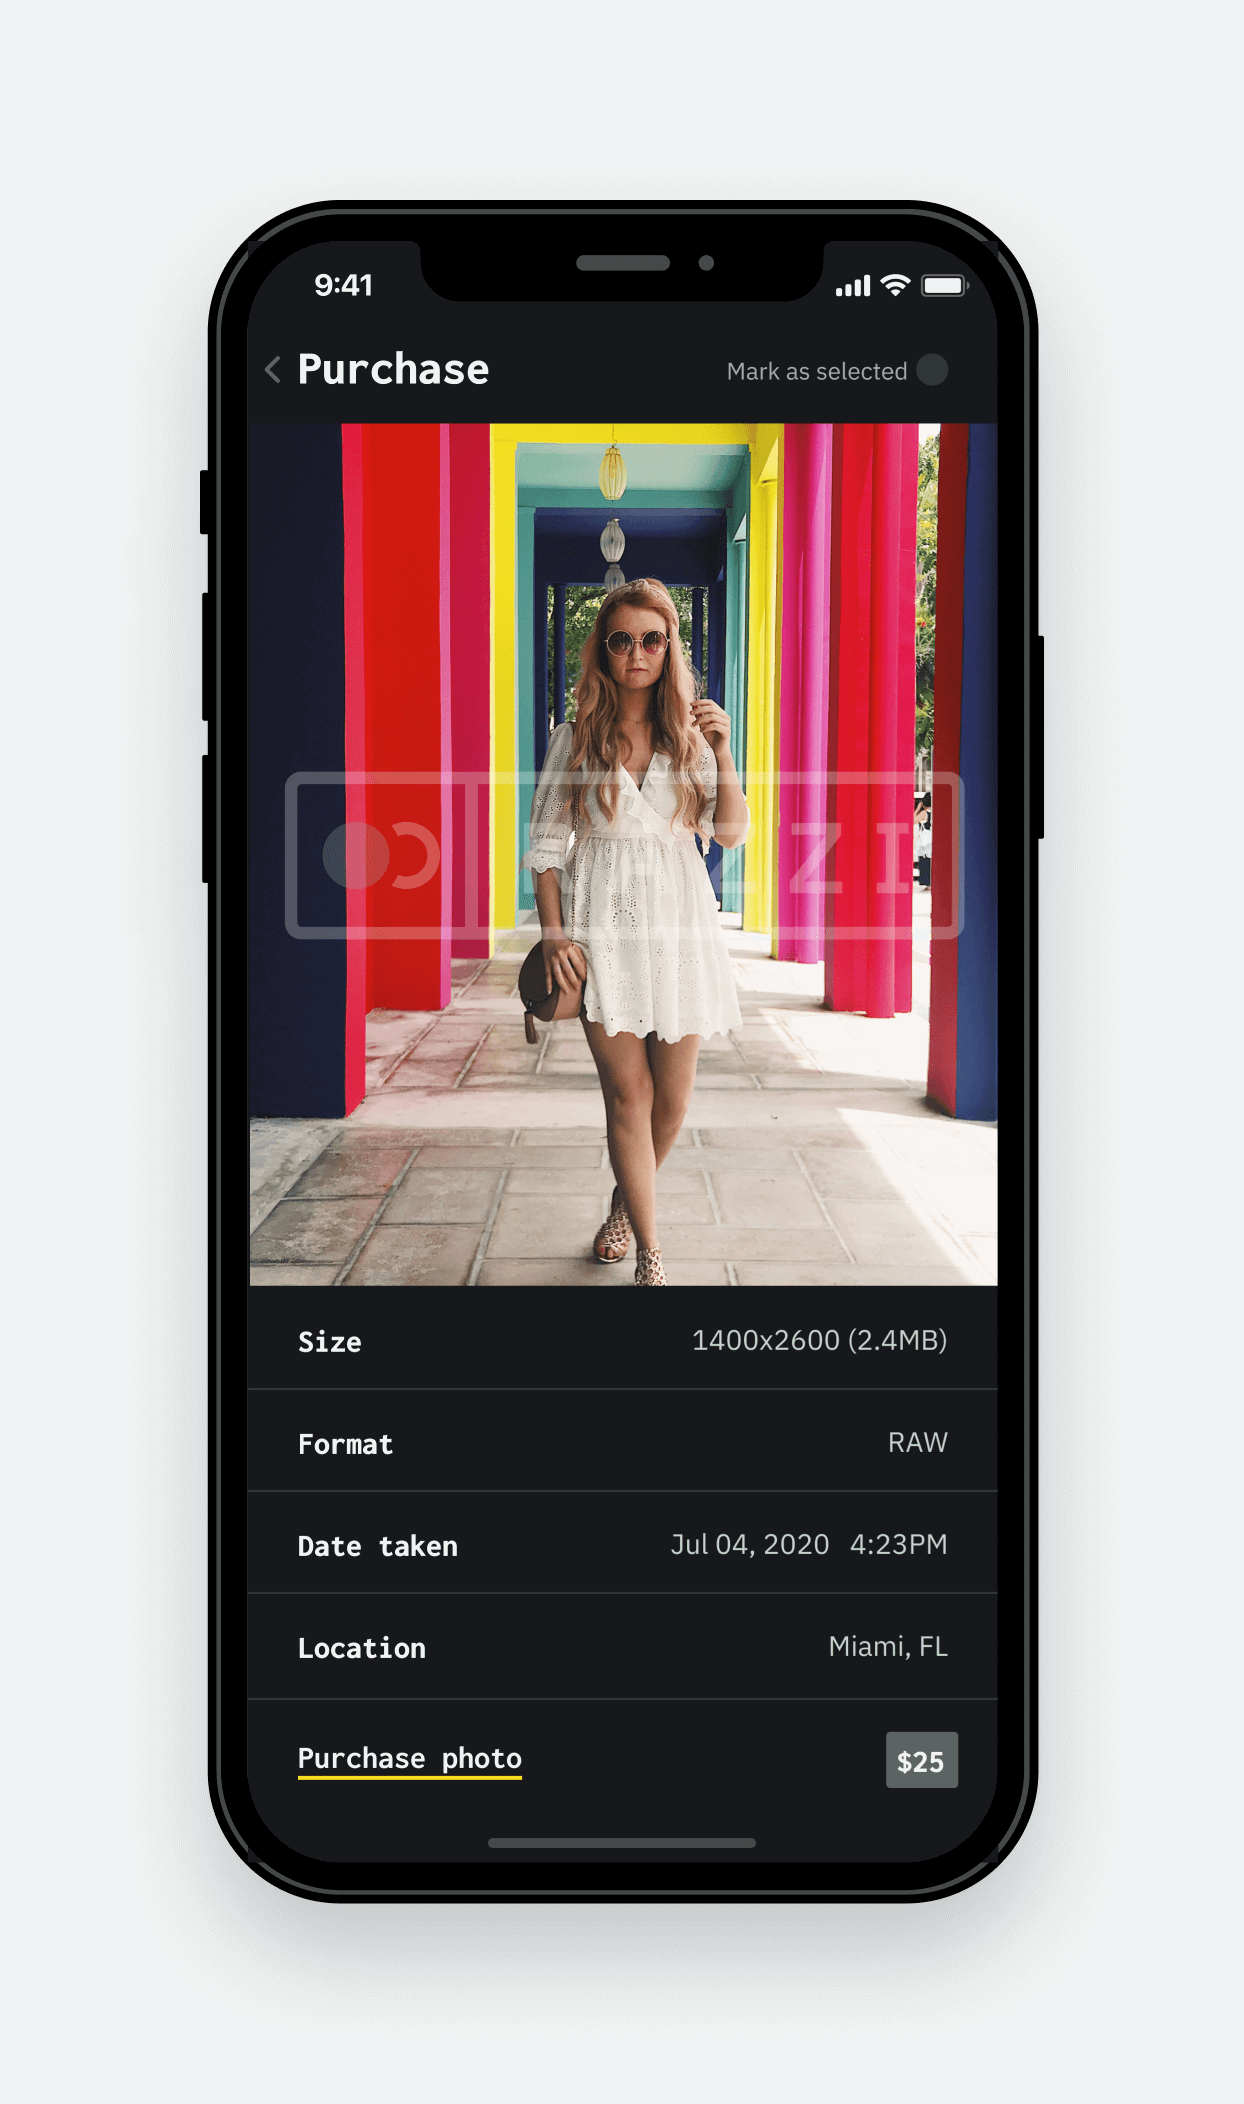 9:41
Purchase
Mark as selected
Size
1400x2600 (2.4MB)
Format
RAW
Date taken
Jul 04, 2020 4:23PM
Location
Miami, FL
Purchase photo
$25